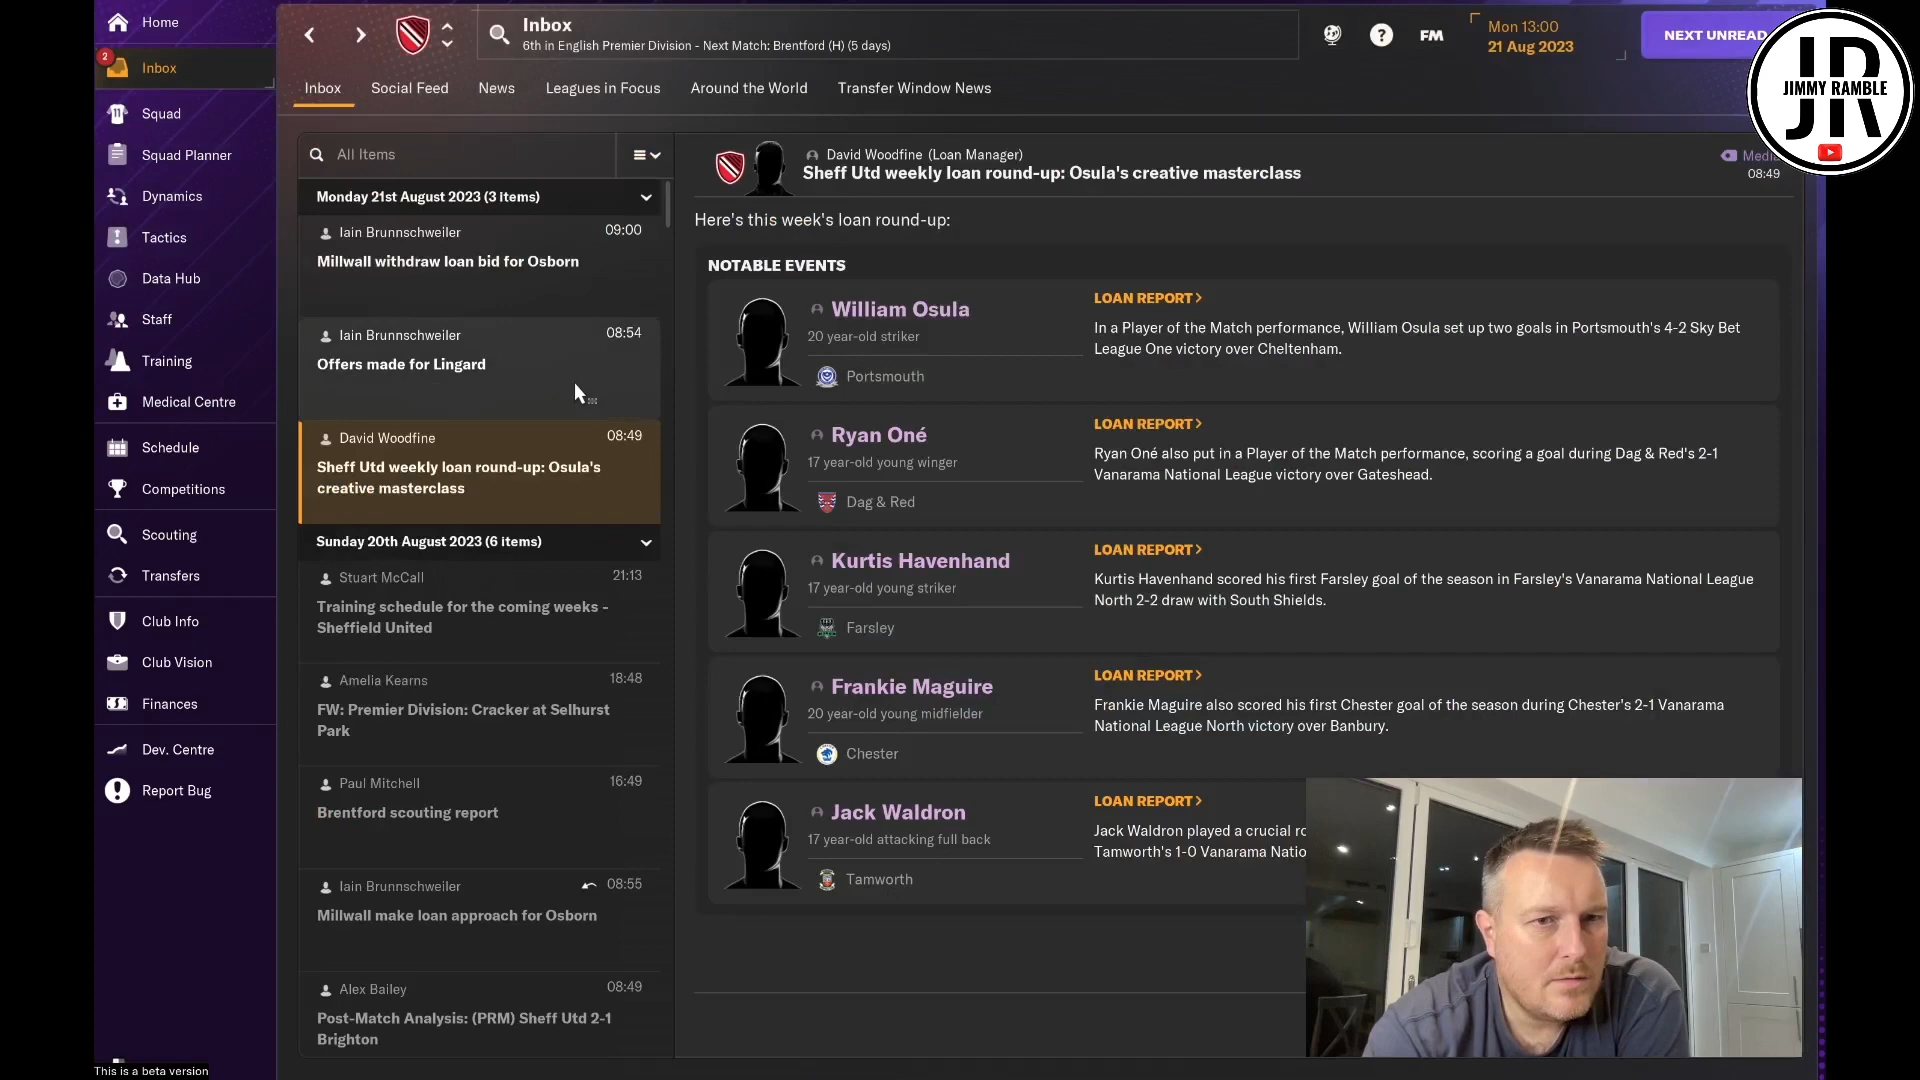 Home
2
Inbox
Squad
Squad Planner
Dynamics
Tactics
Data Hub
Staff
Training
Medical Centre
Schedule
Competitions
Scouting
Transfers
Club Info
Club Vision
Finances
Dev. Centre
Report Bug
This is a beta version
Inbox
6th in English Premier Division - Next Match: Brentford (H) (5 days)
?
FM
Mon 13:00
21 Aug 2023
NEXT UNREAD
JR
JIMMY RAMBLE
Inbox Social Feed News Leagues in Focus Around the World Transfer Window News
All Items
Monday 21st August 2023 (3 items)
Iain Brunnschweiler 09:00
Millwall withdraw loan bid for Osborn
Iain Brunnschweiler 08:54
Offers made for Lingard
David Woodfine 08:49
Sheff Utd weekly loan round-up: Osula's
creative masterclass
Sunday 20th August 2023 (6 items)
Stuart McCall 21:13
Training schedule for the coming weeks -
Sheffield United
Amelia Kearns 18:48
FW: Premier Division: Cracker at Selhurst
Park
Paul Mitchell 16:49
Brentford scouting report
Iain Brunnschweiler 08:55
Millwall make loan approach for Osborn
Alex Bailey 08:49
Post-Match Analysis: (PRM) Sheff Utd 2-1
Brighton
David Woodfine (Loan Manager)
Sheff Utd weekly loan round-up: Osula's creative masterclass
08:49
Here's this week's loan round-up:
NOTABLE EVENTS
William Osula
20 year-old striker
Portsmouth
LOAN REPORT >
In a Player of the Match performance, William Osula set up two goals in Portsmouth's 4-2 Sky Bet
League One victory over Cheltenham.
Ryan Oné
17 year-old young winger
Dag & Red
LOAN REPORT >
Ryan Oné also put in a Player of the Match performance, scoring a goal during Dag & Red's 2-1
Vanarama National League victory over Gateshead.
Kurtis Havenhand
17 year-old young striker
Farsley
LOAN REPORT >
Kurtis Havenhand scored his first Farsley goal of the season in Farsley's Vanarama National League
North 2-2 draw with South Shields.
Frankie Maguire
20 year-old young midfielder
Chester
LOAN REPORT >
Frankie Maguire also scored his first Chester goal of the season during Chester's 2-1 Vanarama
National League North victory over Banbury.
Jack Waldron
17 year-old attacking full back
Tamworth
LOAN REPORT >
Jack Waldron played a crucial
Tamworth's 1-0 Vanarama